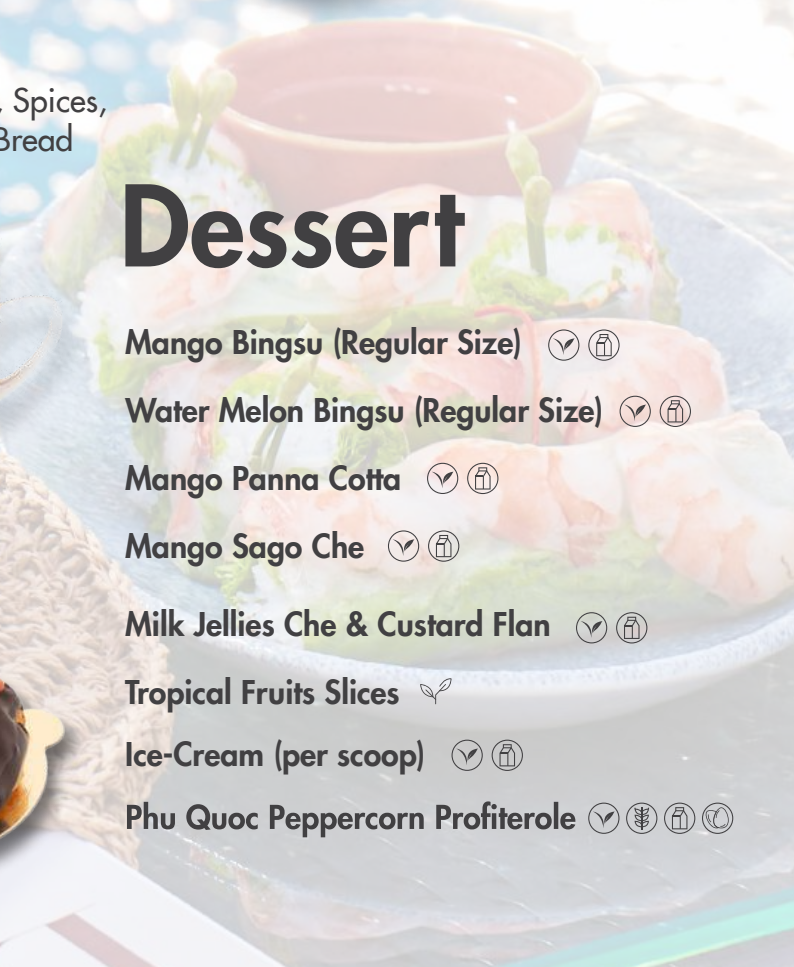 , Spices,
Bread
Dessert
Mango Bingsu (Regular Size)
Water Melon Bingsu (Regular Size)
Mango Panna Cotta
Mango Sago Che
Milk Jellies Che & Custard Flan
Tropical Fruits Slices
Ice-Cream (per scoop)
Phu Quoc Peppercorn Profiterole